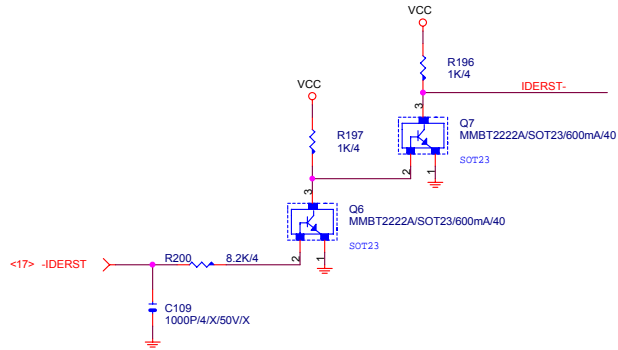 VCC
R196
1K/4
IDERST-
VCC
3
Q7
MMBT2222A/SOT23/600mA/40
SOT23
R197
1K/4
2
1
3
Q6
MMBT2222A/SOT23/600mA/40
SOT23
<17> -IDERST
R200
8.2K/4
2
1
C109
1000P/4/X/50V/X